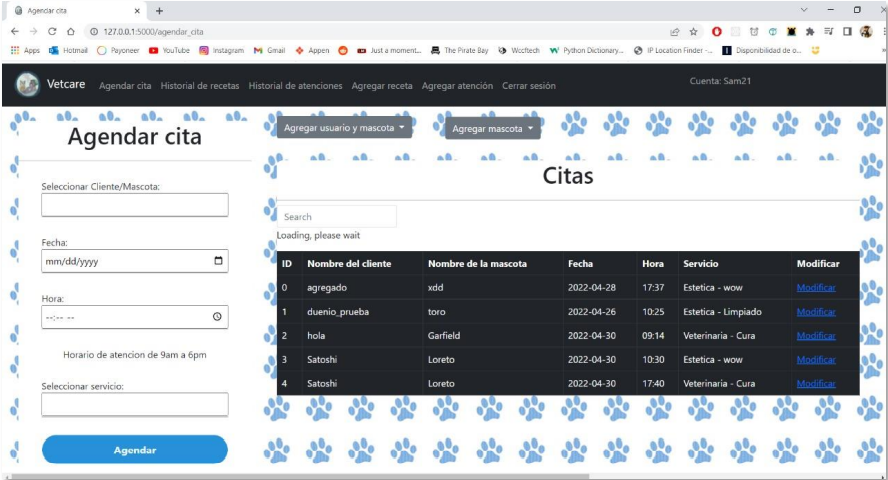 Agendar cita
127.0.0.1:5000/agendar_cita
Apps Hotmail Payoneer YouTube Instagram Gmail Appen Just a moment... The Pirate Bay Wccftech Python Dictionary... IP Location Finder -... Disponibilidad de o...
Vetcare Agendar cita Historial de recetas Historial de atenciones Agregar receta Agregar atención Cerrar sesión Cuenta: Sam21
Agendar cita
Seleccionar Cliente/Mascota:
Fecha:
mm/dd/yyyy
Hora:
--:-- --
Horario de atencion de 9am a 6pm
Seleccionar servicio:
Agendar
Agregar usuario y mascota Agregar mascota
Citas
Search
Loading, please wait
ID Nombre del cliente Nombre de la mascota Fecha Hora Servicio Modificar
0 agregado xdd 2022-04-28 17:37 Estetica - wow Modificar
1 duenio_prueba toro 2022-04-26 10:25 Estetica - Limpiado Modificar
2 hola Garfield 2022-04-30 09:14 Veterinaria - Cura Modificar
3 Satoshi Loreto 2022-04-30 10:30 Estetica - wow Modificar
4 Satoshi Loreto 2022-04-30 17:40 Veterinaria - Cura Modificar